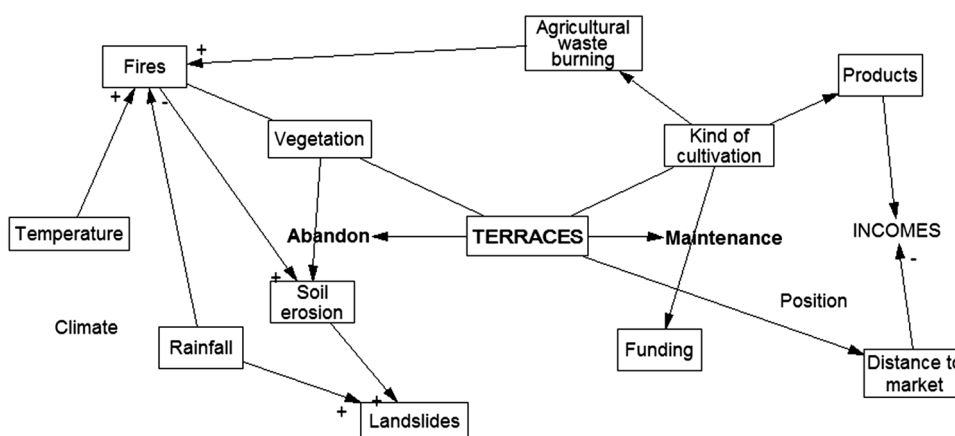 Agricultural
waste
burning
+
Fires
Products
+
-
Vegetation
Kind of
cultivation
Temperature
Abandon
TERRACES
Maintenance
INCOMES
-
+
Soil
erosion
Position
Climate
Rainfall
Funding
Distance to
market
+
+
Landslides